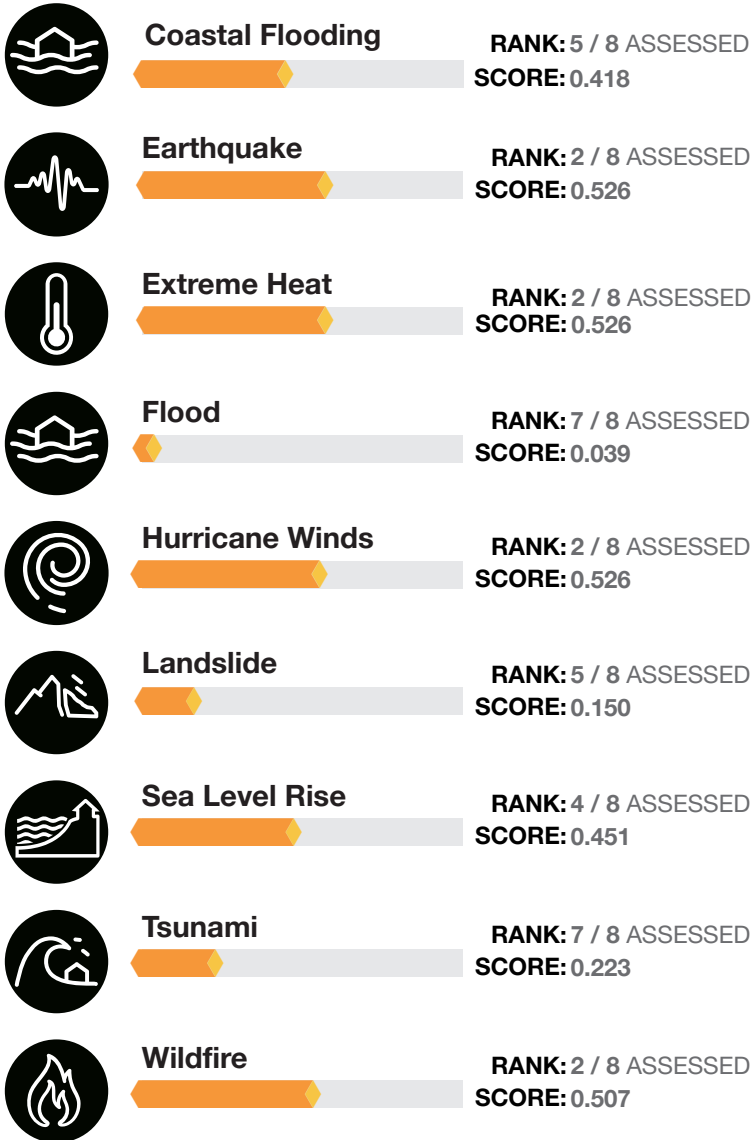 Coastal Flooding
RANK: 5 / 8 ASSESSED
SCORE: 0.418
Earthquake
RANK: 2 / 8 ASSESSED
SCORE: 0.526
Extreme Heat
RANK: 2 / 8 ASSESSED
SCORE: 0.526
Flood
RANK: 7 / 8 ASSESSED
SCORE: 0.039
Hurricane Winds
RANK: 2 / 8 ASSESSED
SCORE: 0.526
Landslide
RANK: 5 / 8 ASSESSED
SCORE: 0.150
Sea Level Rise
RANK: 4 / 8 ASSESSED
SCORE: 0.451
Tsunami
RANK: 7 / 8 ASSESSED
SCORE: 0.223
Wildfire
RANK: 2 / 8 ASSESSED
SCORE: 0.507